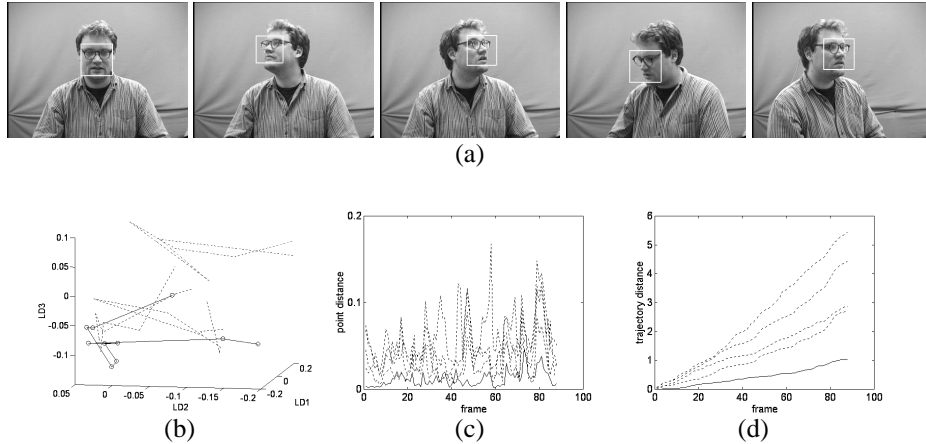 (a)
0.1
0.05
0
-0.05
-0.1
LD3
0.05 0 -0.05 -0.1 -0.15 -0.2
LD2
-0.2 0 0.2
LD1
(b)
0.2
0.1
0
point distance
0 20 40 60 80 100
frame
(c)
6
5
4
3
2
1
0
trajectory distance
0 20 40 60 80 100
frame
(d)